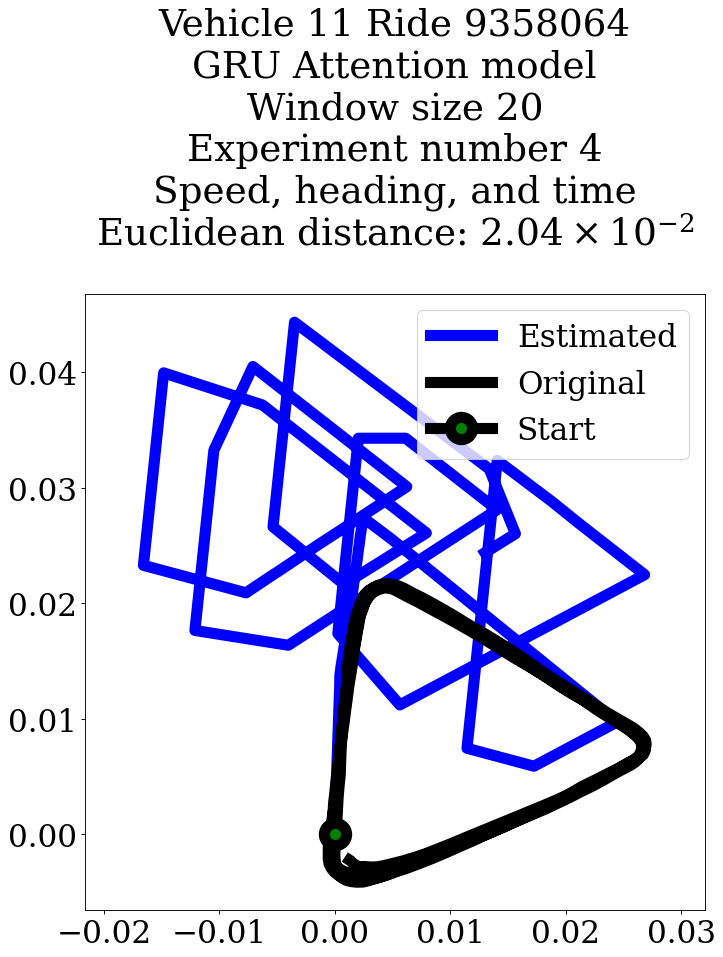 Vehicle 11 Ride 9358064
GRU Attention model
Window size 20
Experiment number 4
Speed, heading, and time
Euclidean distance: 2.04 × 10⁻²
Estimated
Original
Start
0.04
0.03
0.02
0.01
0.00
−0.02 −0.01 0.00 0.01 0.02 0.03